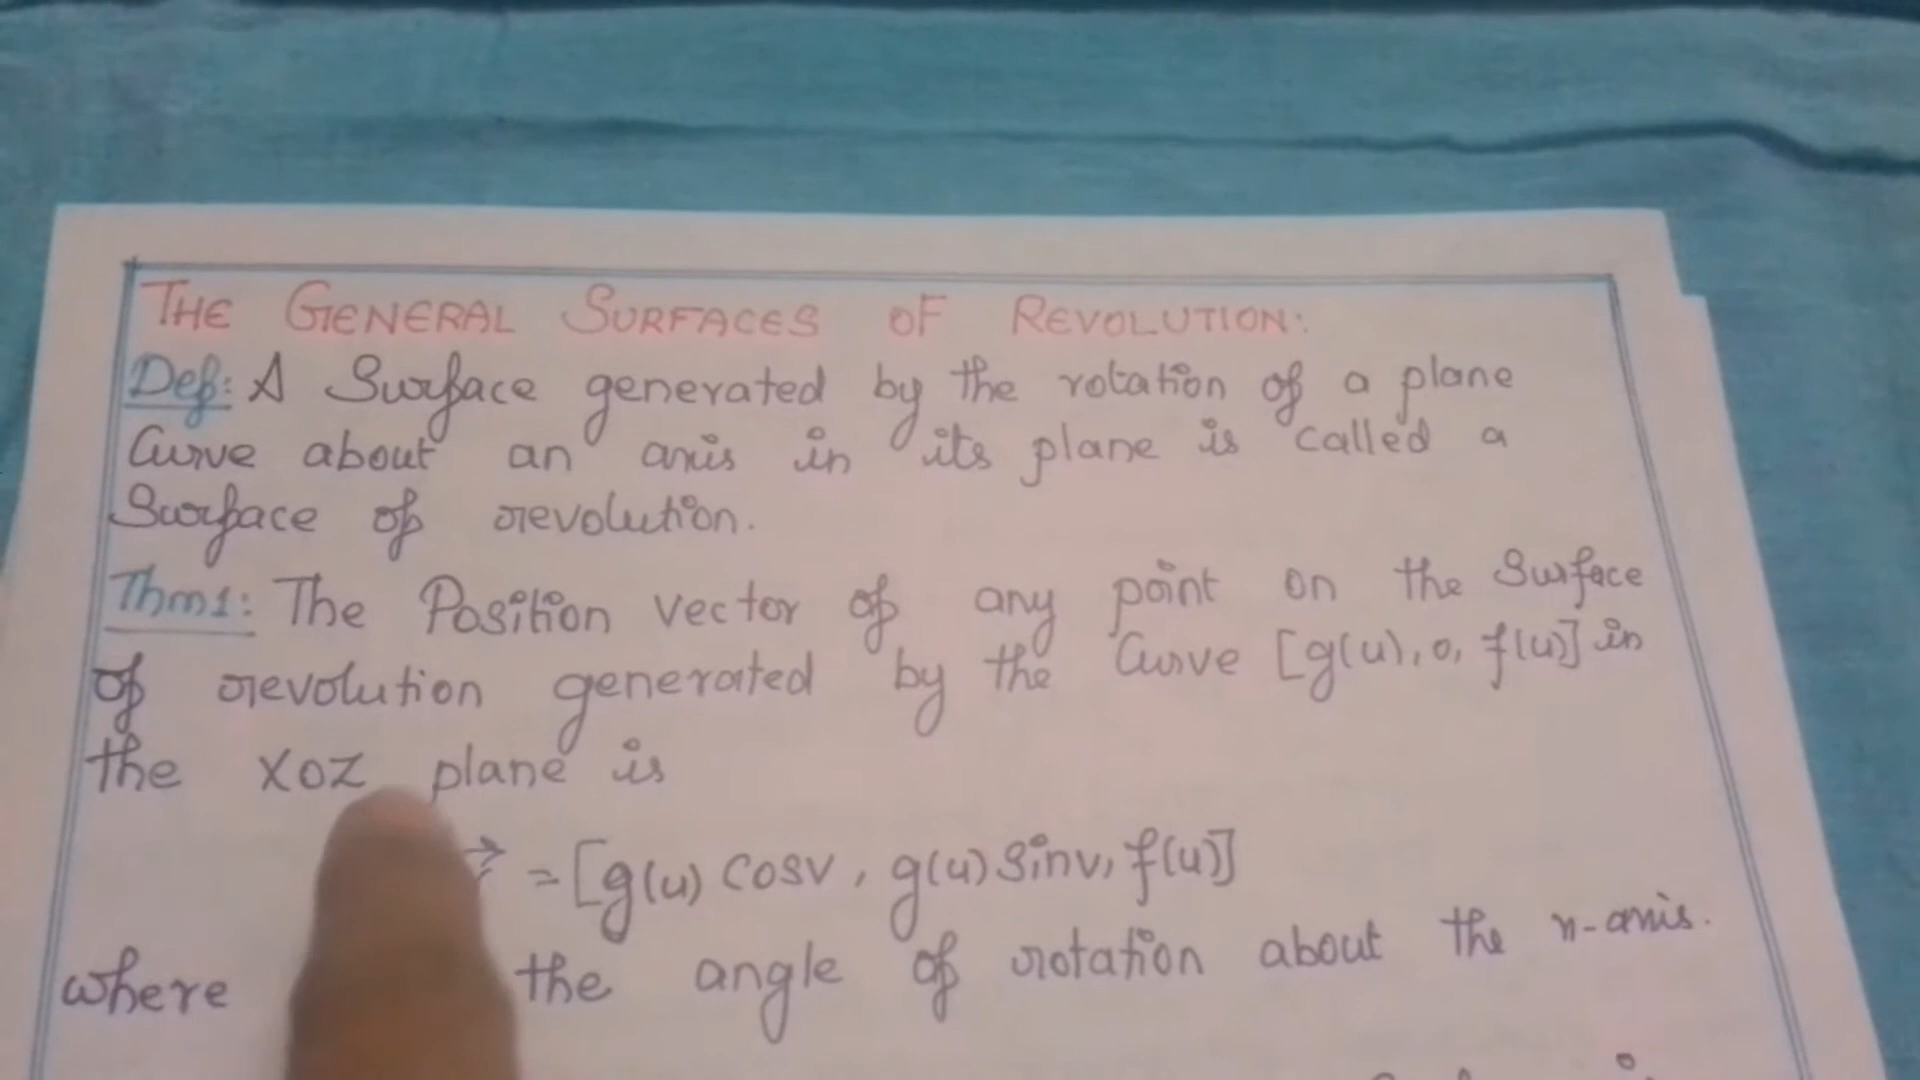 THE GENERAL SURFACES OF REVOLUTION:
Def: A Surface generated by the rotation of a plane
Curve about an axis in its plane is called a
Surface of revolution.
Thm1: The Position vector of any point on the Surface
of revolution generated by the Curve [g(u), 0, f(u)] in
the XOZ plane is
= [g(u) cosv, g(u) sinv, f(u)]
where the angle of rotation about the x-axis.